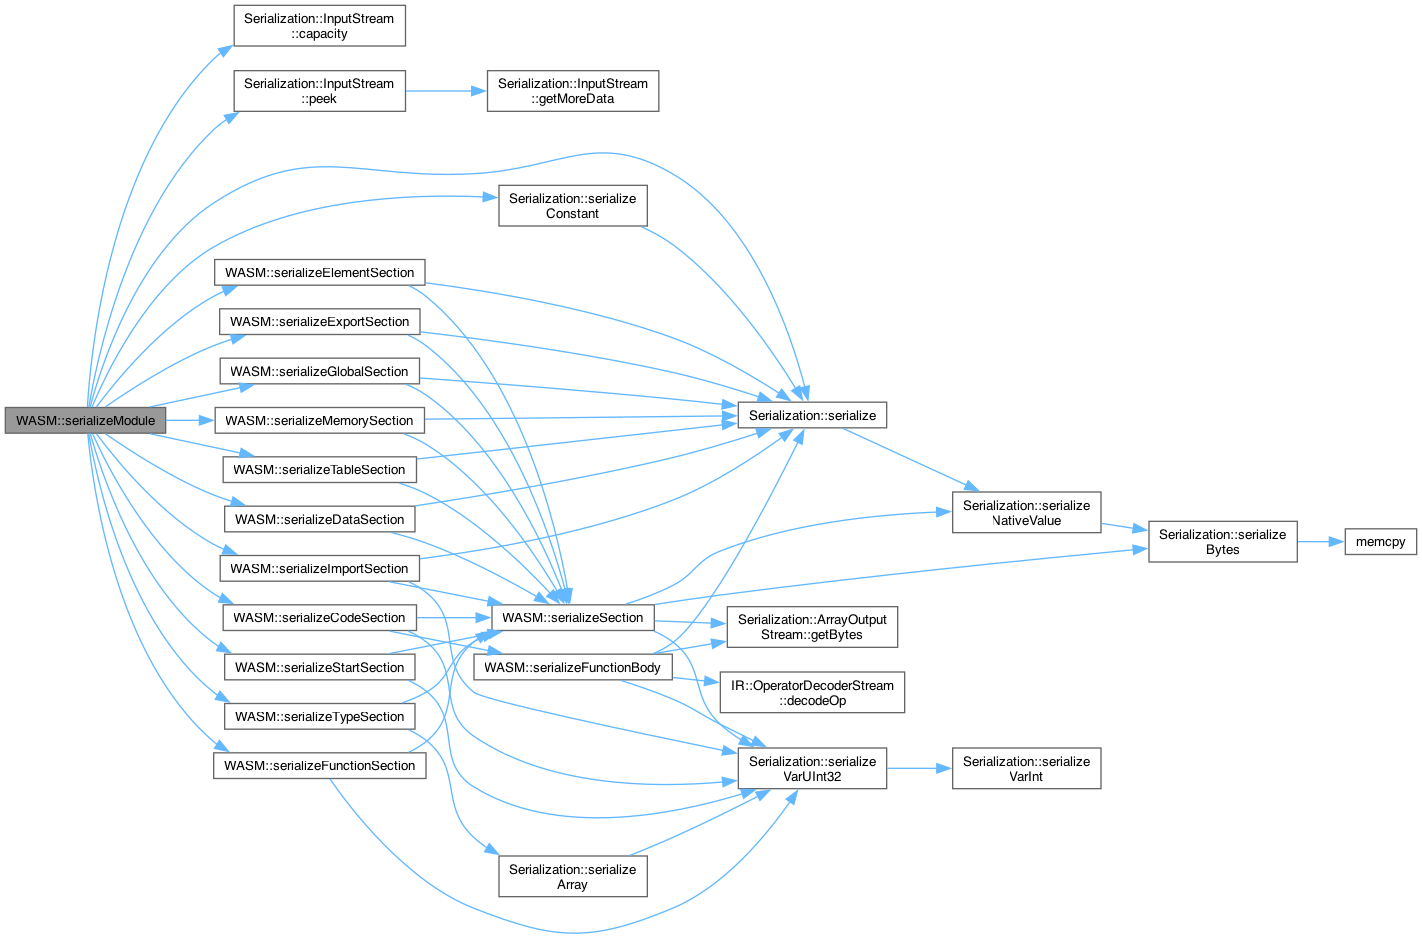 Serialization::InputStream
::capacity
Serialization::InputStream
::peek
Serialization::InputStream
::getMoreData
Serialization::serialize
Constant
WASM::serializeElementSection
WASM::serializeExportSection
WASM::serializeGlobalSection
WASM::serializeModule
WASM::serializeMemorySection
Serialization::serialize
WASM::serializeTableSection
WASM::serializeDataSection
Serialization::serialize
NativeValue
Serialization::serialize
Bytes
memcpy
WASM::serializeImportSection
WASM::serializeCodeSection
WASM::serializeSection
Serialization::ArrayOutput
Stream::getBytes
WASM::serializeStartSection
WASM::serializeFunctionBody
IR::OperatorDecoderStream
::decodeOp
WASM::serializeTypeSection
WASM::serializeFunctionSection
Serialization::serialize
VarUInt32
Serialization::serialize
VarInt
Serialization::serialize
Array